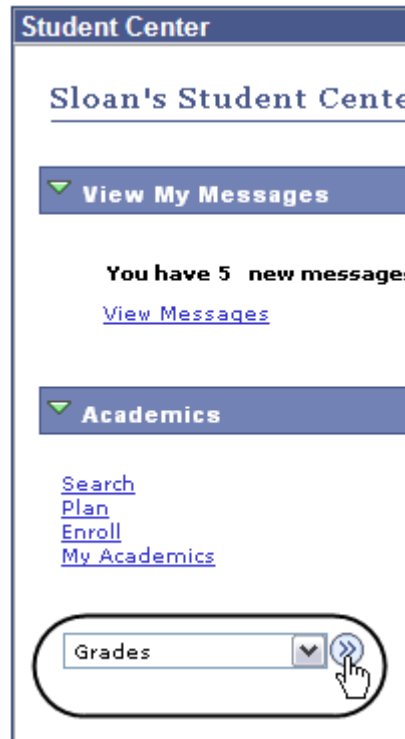 Student Center
Sloan's Student Cente
View My Messages
You have 5 new messages
View Messages
Academics
Search
Plan
Enroll
My Academics
Grades